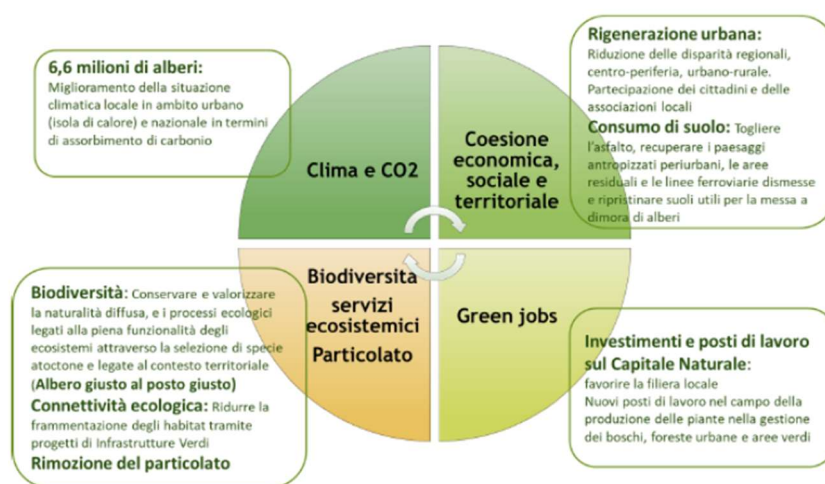 6,6 milioni di alberi:
Miglioramento della situazione
climatica locale in ambito urbano
(isola di calore) e nazionale in termini
di assorbimento di carbonio
Clima e CO2
Rigenerazione urbana:
Riduzione delle disparità regionali,
centro-periferia, urbano-rurale.
Partecipazione dei cittadini e delle
associazioni locali
Consumo di suolo: Togliere
l'asfalto, recuperare i paesaggi
antropizzati periurbani, le aree
residuali e le linee ferroviarie dismesse
e ripristinare suoli utili per la messa a
dimora di alberi
Coesione
economica,
sociale e
territoriale
Biodiversità: Conservare e valorizzare
la naturalità diffusa, e i processi ecologici
legati alla piena funzionalità degli
ecosistemi attraverso la selezione di specie
atoctone e legate al contesto territoriale
(Albero giusto al posto giusto)
Connettività ecologica: Ridurre la
frammentazione degli habitat tramite
progetti di Infrastrutture Verdi
Rimozione del particolato
Biodiversità
servizi
ecosistemici
Particolato
Green jobs
Investimenti e posti di lavoro
sul Capitale Naturale:
favorire la filiera locale
Nuovi posti di lavoro nel campo della
produzione delle piante nella gestione
dei boschi, foreste urbane e aree verdi